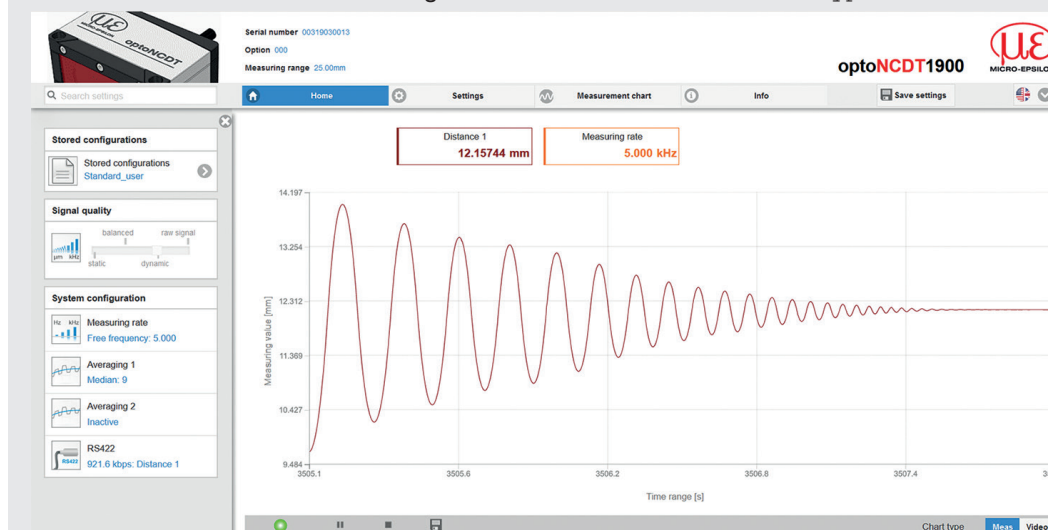 με
MICRO-EPSILON
optoNCDT
Serial number 00319030013
Option 000
Measuring range 25.00mm
optoNCDT1900
με
MICRO-EPSILO
Search settings
Home
Settings
Measurement chart
Info
Save settings
Stored configurations
Stored configurations
Standard_user
Signal quality
balanced raw signal
μm kHz
static dynamic
System configuration
Hz kHz
Measuring rate
Free frequency: 5.000
Averaging 1
Median: 9
Averaging 2
Inactive
RS422
RS422
921.6 kbps: Distance 1
Distance 1
12.15744 mm
Measuring rate
5.000 kHz
Measuring value [mm]
14.197
13.254
12.312
11.369
10.427
9.484
3505.1 3505.6 3506.2 3506.8 3507.4
Time range [s]
Chart type Meas Video